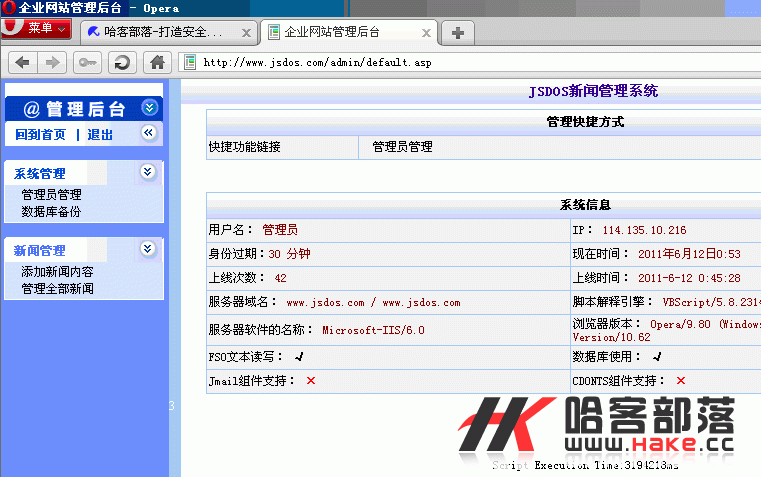 企业网站管理后台 - Opera
菜单 哈客部落-打造安全... 企业网站管理后台
http://www.jsdos.com/admin/default.asp
@ 管理后台
回到首页 | 退出
系统管理
管理员管理
数据库备份
新闻管理
添加新闻内容
管理全部新闻
3
JSDOS新闻管理系统
管理快捷方式
快捷功能链接 管理员管理
系统信息
用户名： 管理员 IP： 114.135.10.216
身份过期：30 分钟 现在时间： 2011年6月12日0:53
上线次数： 42 上线时间： 2011-6-12 0:45:28
服务器域名： www.jsdos.com / www.jsdos.com 脚本解释引擎： VBScript/5.8.2314
服务器软件的名称： Microsoft-IIS/6.0 浏览器版本： Opera/9.80 (Windows
Version/10.62
FSO文本读写： ✓ 数据库使用： ✓
Jmail组件支持： × CDONTS组件支持： ×
HK 哈客部落
www.HAKE.cc
Script Execution Time:3194213ms